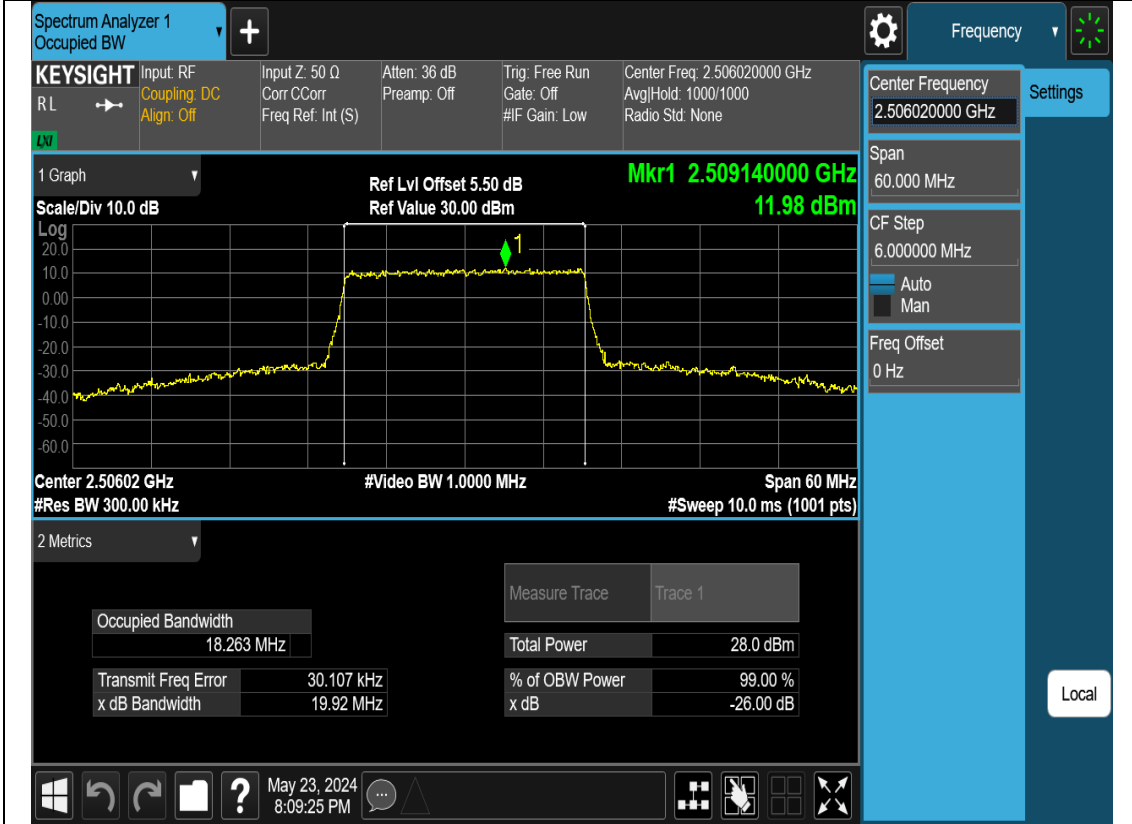 Spectrum Analyzer 1
Occupied BW
+
Frequency
KEYSIGHT
RL
LXI
Input: RF
Coupling: DC
Align: Off
Input Z: 50 Ω
Corr CCorr
Freq Ref: Int (S)
Atten: 36 dB
Preamp: Off
Trig: Free Run
Gate: Off
#IF Gain: Low
Center Freq: 2.506020000 GHz
Avg|Hold: 1000/1000
Radio Std: None
Center Frequency
2.506020000 GHz
Settings
Span
60.000 MHz
CF Step
6.000000 MHz
Auto
Man
Freq Offset
0 Hz
Local
1 Graph
Scale/Div 10.0 dB
Ref Lvl Offset 5.50 dB
Ref Value 30.00 dBm
Mkr1 2.509140000 GHz
11.98 dBm
Log
1
20.0
10.0
0.00
-10.0
-20.0
-30.0
-40.0
-50.0
-60.0
Center 2.50602 GHz
#Res BW 300.00 kHz
#Video BW 1.0000 MHz
Span 60 MHz
#Sweep 10.0 ms (1001 pts)
2 Metrics
Measure Trace Trace 1
Occupied Bandwidth
18.263 MHz
Total Power 28.0 dBm
Transmit Freq Error 30.107 kHz
x dB Bandwidth 19.92 MHz
% of OBW Power 99.00 %
x dB -26.00 dB
?
May 23, 2024
8:09:25 PM